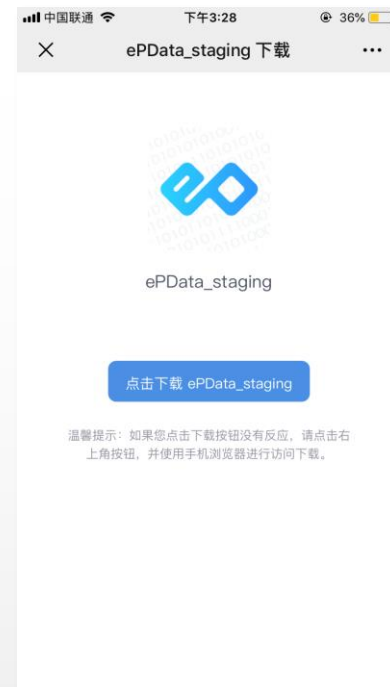 中国联通 下午3:28 36%
ePData_staging 下载
ePData_staging
点击下载 ePData_staging
温馨提示：如果您点击下载按钮没有反应，请点击右
上角按钮，并使用手机浏览器进行访问下载。